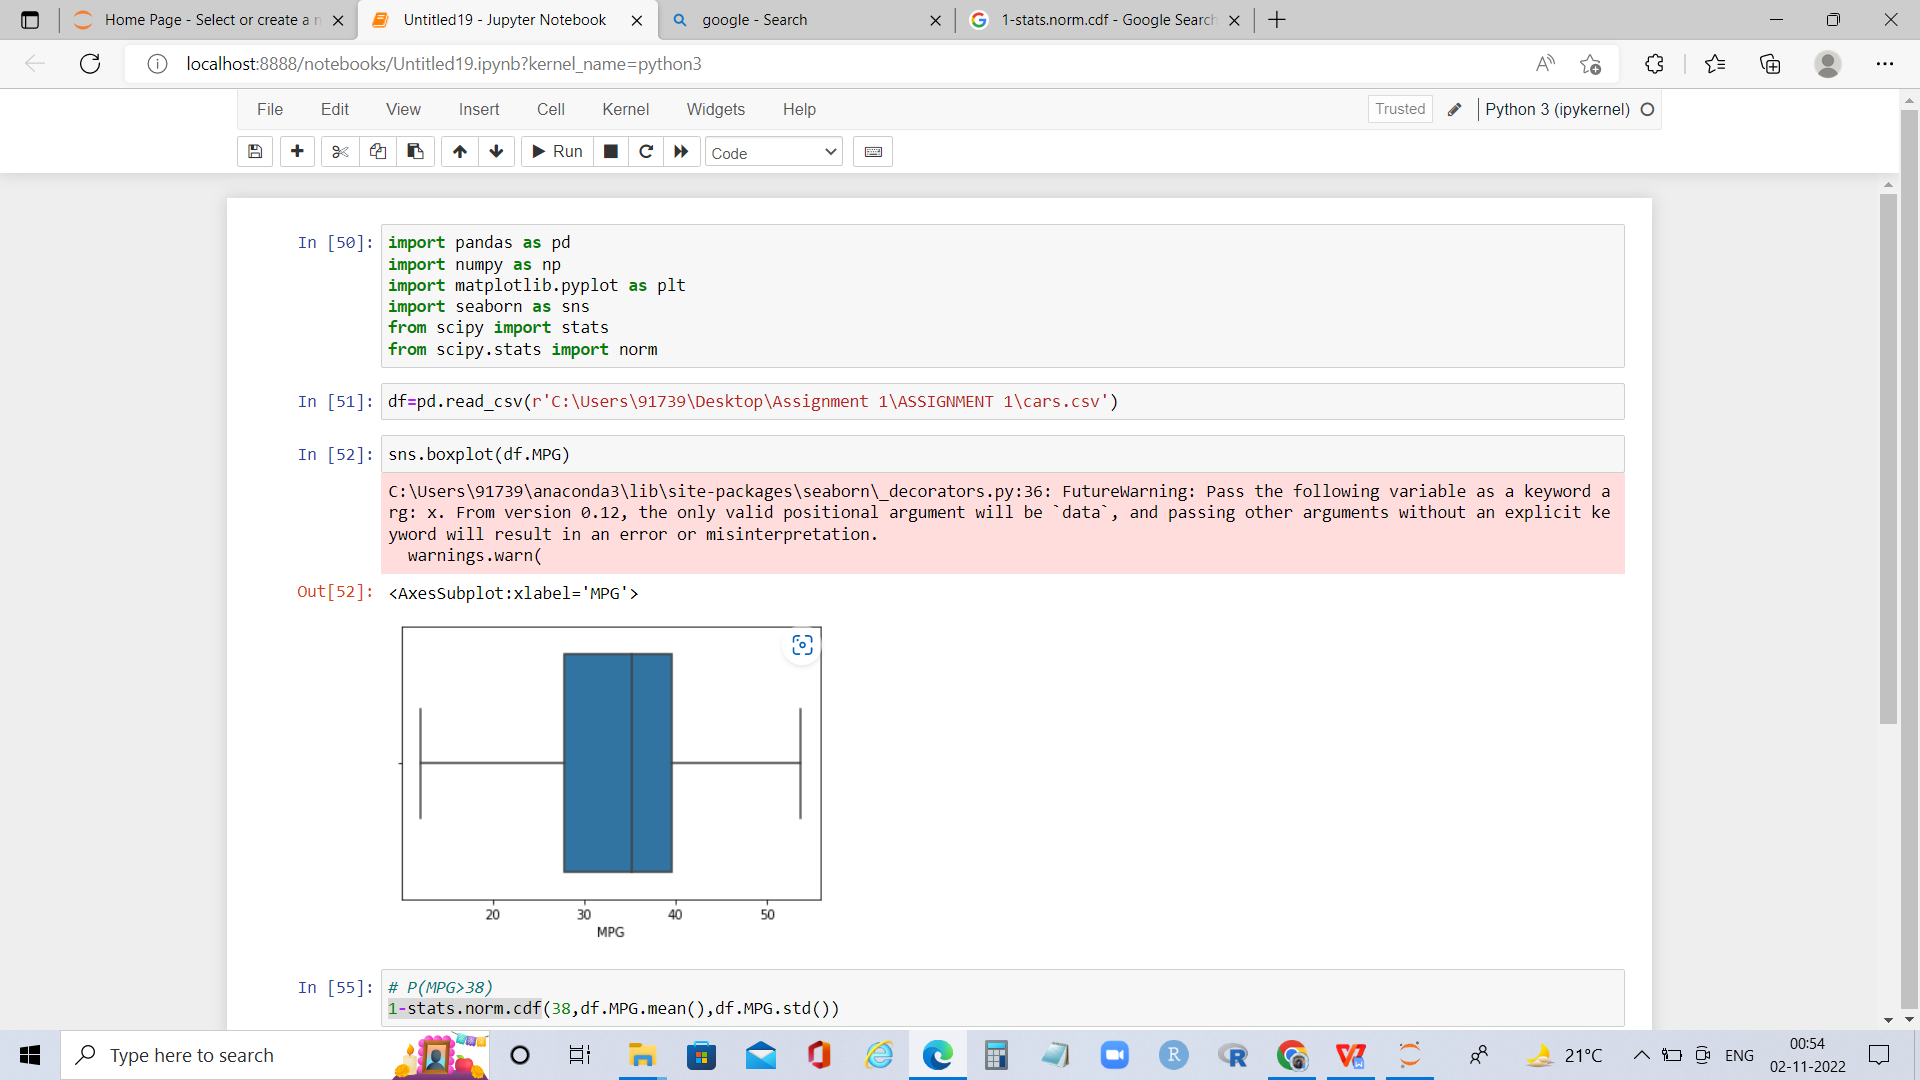 Home Page - Select or create a n
Untitled19 - Jupyter Notebook
google - Search
1-stats.norm.cdf - Google Search
localhost:8888/notebooks/Untitled19.ipynb?kernel_name=python3
File Edit View Insert Cell Kernel Widgets Help
Trusted
Python 3 (ipykernel)
Run
Code
In [50]:
import pandas as pd
import numpy as np
import matplotlib.pyplot as plt
import seaborn as sns
from scipy import stats
from scipy.stats import norm
In [51]:
df=pd.read_csv(r'C:\Users\91739\Desktop\Assignment 1\ASSIGNMENT 1\cars.csv')
In [52]:
sns.boxplot(df.MPG)
C:\Users\91739\anaconda3\lib\site-packages\seaborn\_decorators.py:36: FutureWarning: Pass the following variable as a keyword a
rg: x. From version 0.12, the only valid positional argument will be `data`, and passing other arguments without an explicit ke
yword will result in an error or misinterpretation.
warnings.warn(
Out[52]:
<AxesSubplot:xlabel='MPG'>
20 30 40 50
MPG
In [55]:
# P(MPG>38)
1-stats.norm.cdf(38,df.MPG.mean(),df.MPG.std())
Type here to search
21°C
ENG
00:54
02-11-2022